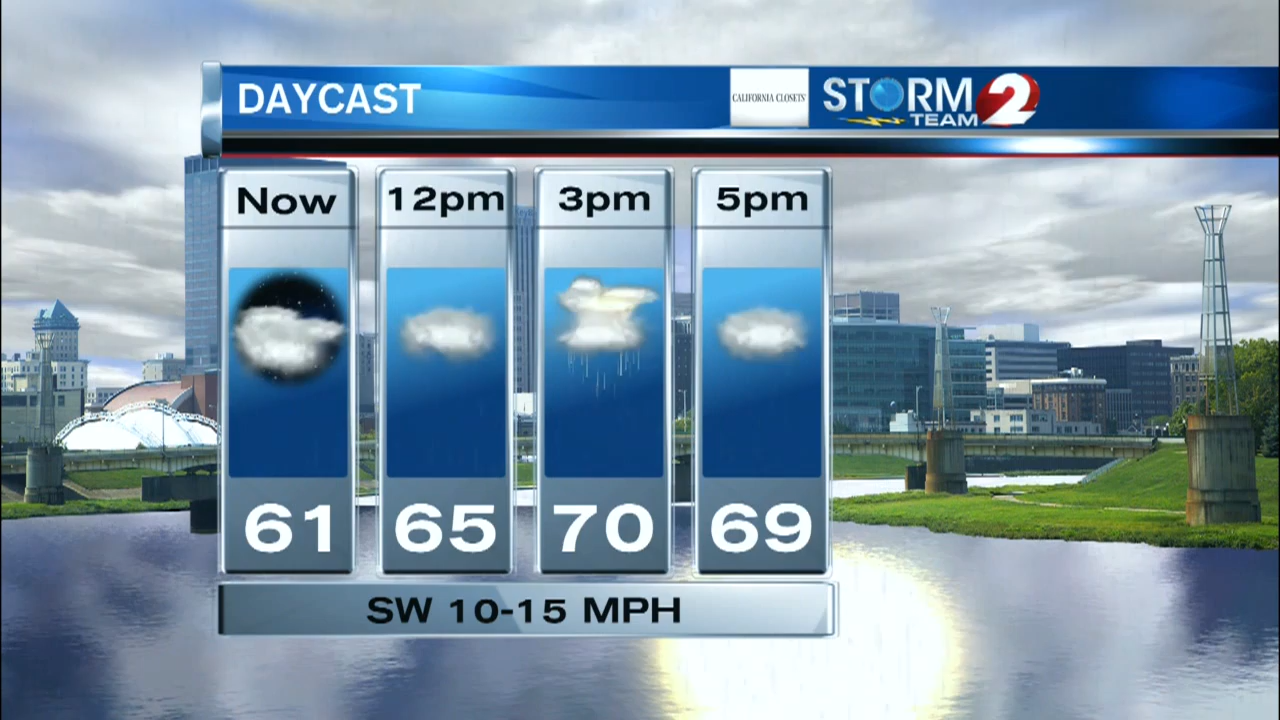 DAYCAST
CALIFORNIA CLOSETS
STORM
TEAM 2
Now 12pm 3pm 5pm
61 65 70 69
SW 10-15 MPH